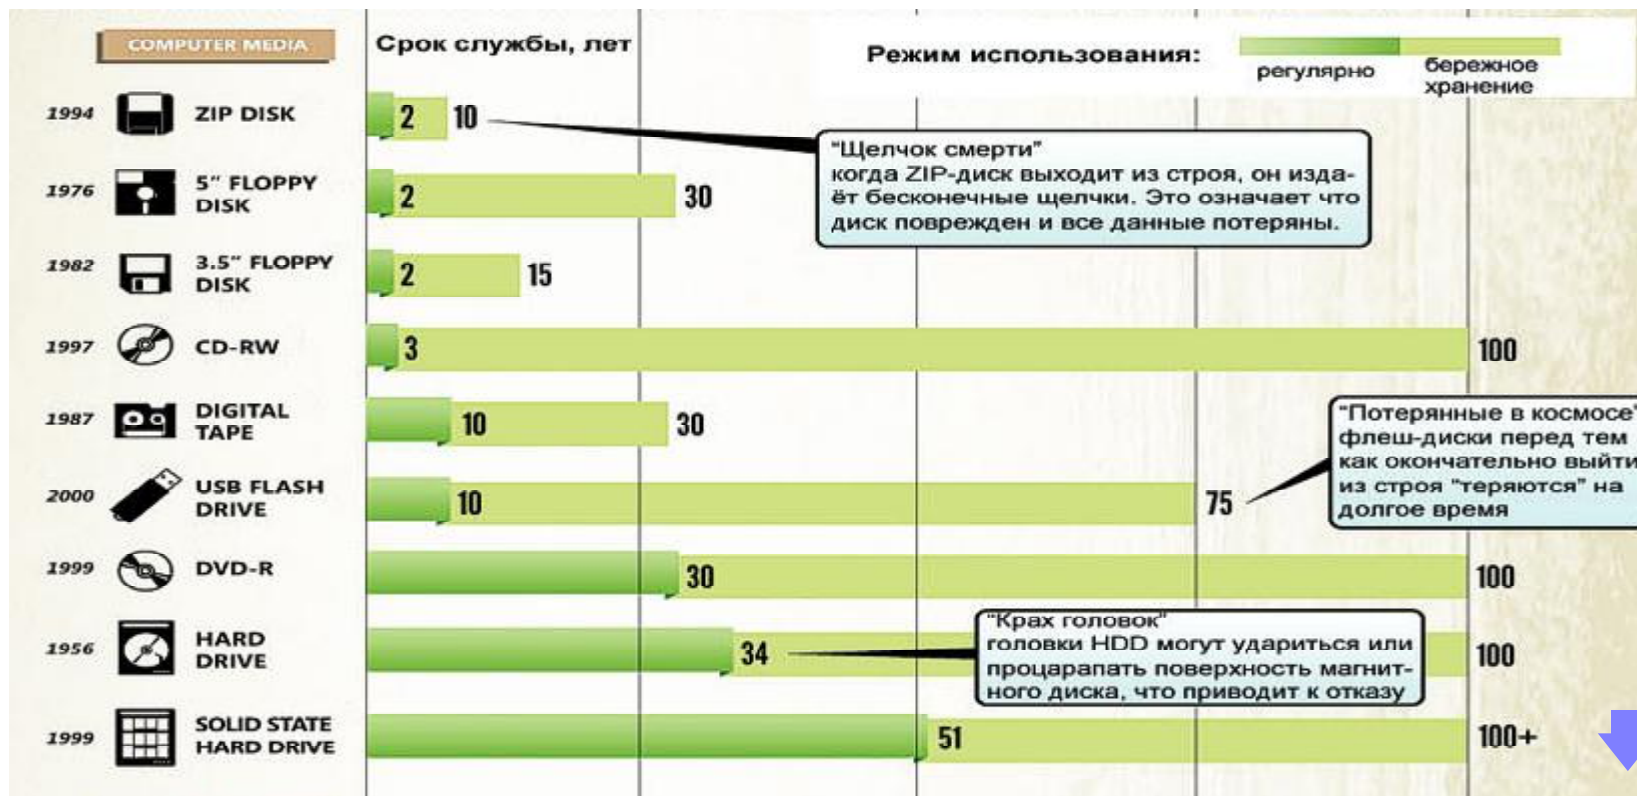 COMPUTER MEDIA
Срок службы, лет
Режим использования:
регулярно
бережное
хранение
1994
ZIP DISK
2
10
"Щелчок смерти"
когда ZIP-диск выходит из строя, он изда-
ёт бесконечные щелчки. Это означает что
диск поврежден и все данные потеряны.
1976
5" FLOPPY
DISK
2
30
1982
3.5" FLOPPY
DISK
2
15
1997
CD-RW
3
100
1987
DIGITAL
TAPE
10
30
"Потерянные в космосе"
флеш-диски перед тем
как окончательно выйти
из строя "теряются" на
долгое время
2000
USB FLASH
DRIVE
10
75
1999
DVD-R
30
100
1956
HARD
DRIVE
34
100
"Крах головок"
головки HDD могут удариться или
процарапать поверхность магнит-
ного диска, что приводит к отказу
1999
SOLID STATE
HARD DRIVE
51
100+